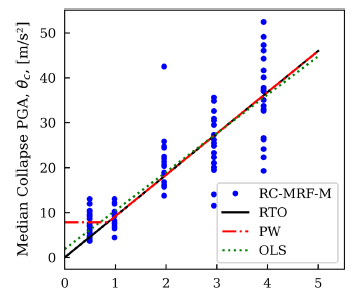 Median Collapse PGA, θ̂c, [m/s²]
50
40
30
20
10
0
0 1 2 3 4 5
RC-MRF-M
RTO
PW
OLS